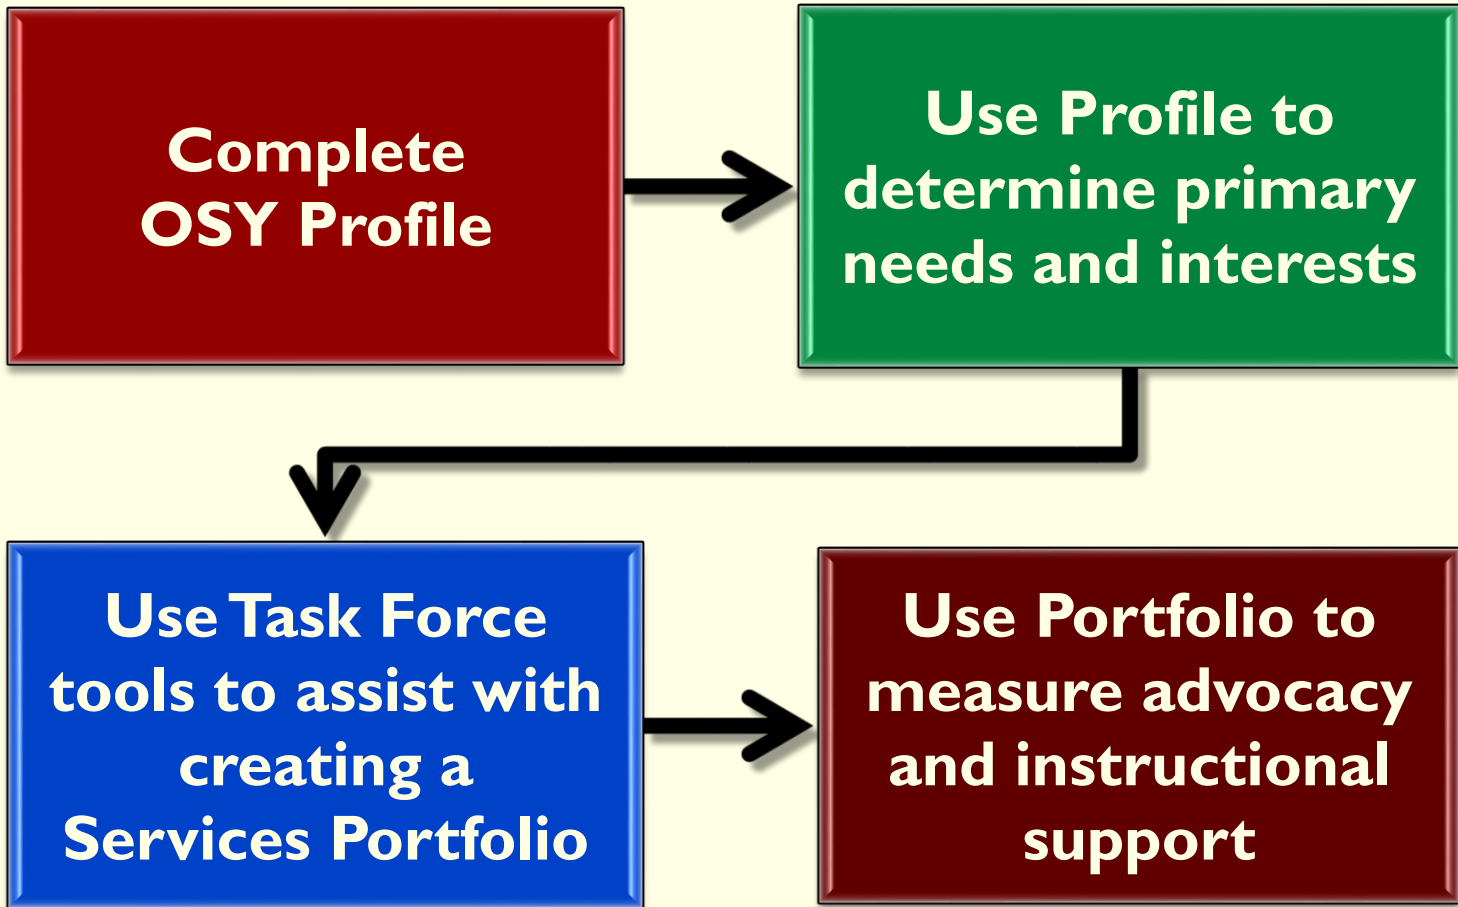 Complete
OSY Profile
Use Profile to
determine primary
needs and interests
Use Task Force
tools to assist with
creating a
Services Portfolio
Use Portfolio to
measure advocacy
and instructional
support